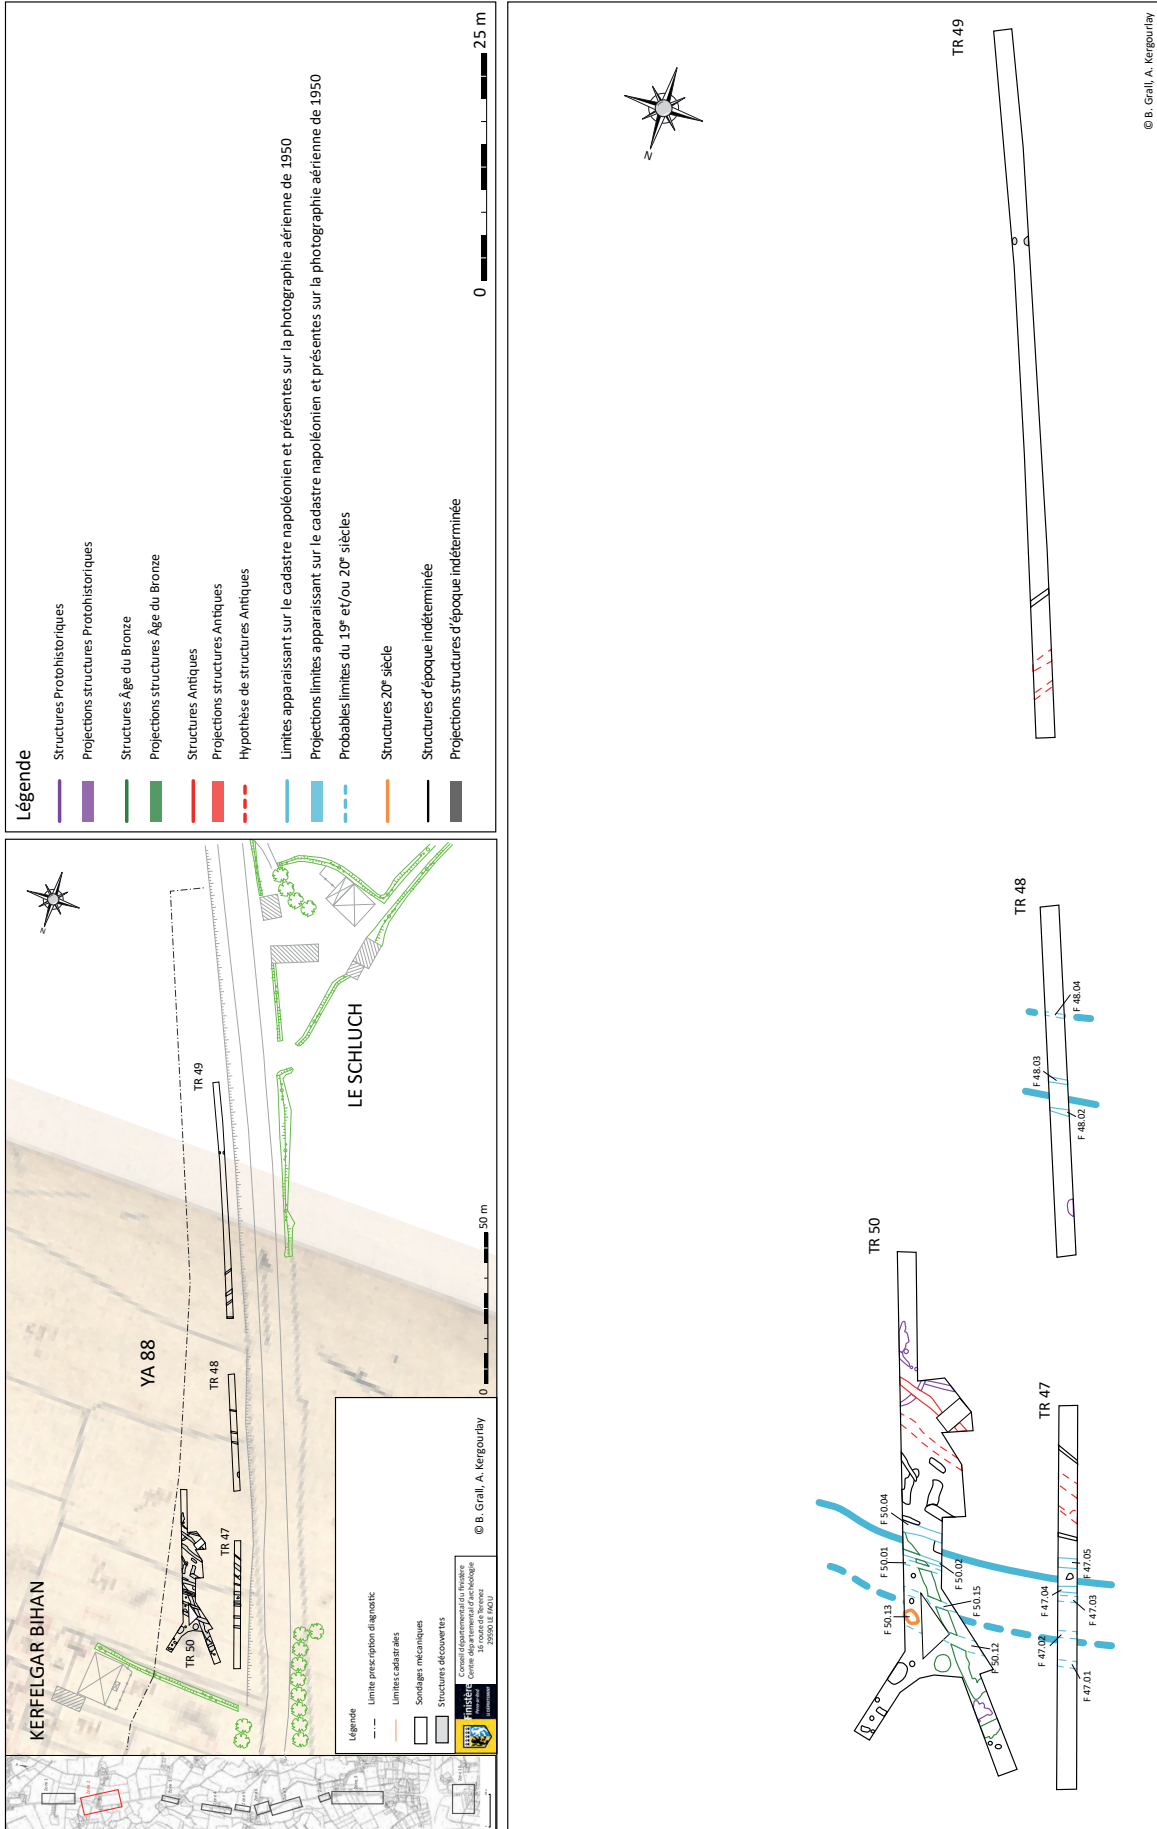 KERFELGAR BIHAN
YA 88
LE SCHLUCH
TR 47
TR 48
TR 49
TR 50
N
0
50 m
Légende
Limite prescription diagnostic
Limites cadastrales
Sondages mécaniques
Structures découvertes
© B. Grall, A. Kergourlay
Finistère
Conseil départemental du Finistère
Centre départemental d'archéologie
16 route de Terenez
29590 LE FAOU
Légende
Structures Protohistoriques
Projections structures Protohistoriques
Structures Âge du Bronze
Projections structures Âge du Bronze
Structures Antiques
Projections structures Antiques
Hypothèse de structures Antiques
Limites apparaissant sur le cadastre napoléonien et présentes sur la photographie aérienne de 1950
Projections limites apparaissant sur le cadastre napoléonien et présentes sur la photographie aérienne de 1950
Probables limites du 19e et/ou 20e siècles
Structures 20e siècle
Structures d'époque indéterminée
Projections structures d'époque indéterminée
0
25 m
N
TR 50
F 50.13
F 50.01
F 50.04
F 50.02
F 50.15
F 50.12
TR 47
F 47.01
F 47.02
F 47.03
F 47.04
F 47.05
TR 48
F 48.02
F 48.03
F 48.04
TR 49
© B. Grall, A. Kergourlay